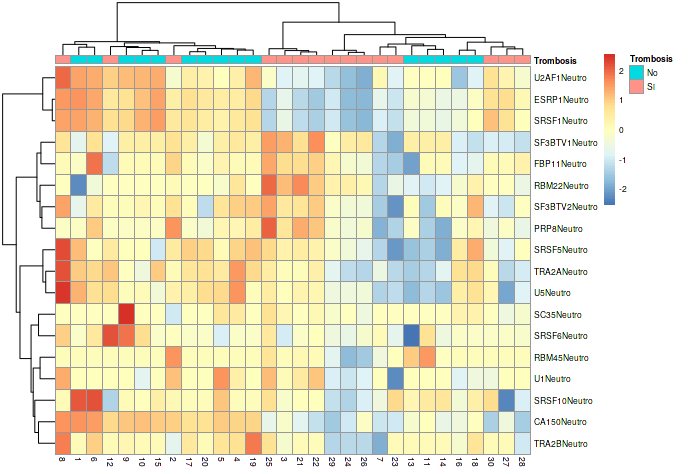 Trombosis
U2AF1Neutro
ESRP1Neutro
SRSF1Neutro
SF3BTV1Neutro
FBP11Neutro
RBM22Neutro
SF3BTV2Neutro
PRP8Neutro
SRSF5Neutro
TRA2ANeutro
U5Neutro
SC35Neutro
SRSF6Neutro
RBM45Neutro
U1Neutro
SRSF10Neutro
CA150Neutro
TRA2BNeutro
8 1 6 12 9 10 15 2 17 20 5 4 19 25 3 21 22 29 24 26 7 23 13 11 14 16 18 30 27 28
2
1
0
-1
-2
Trombosis
No
SI